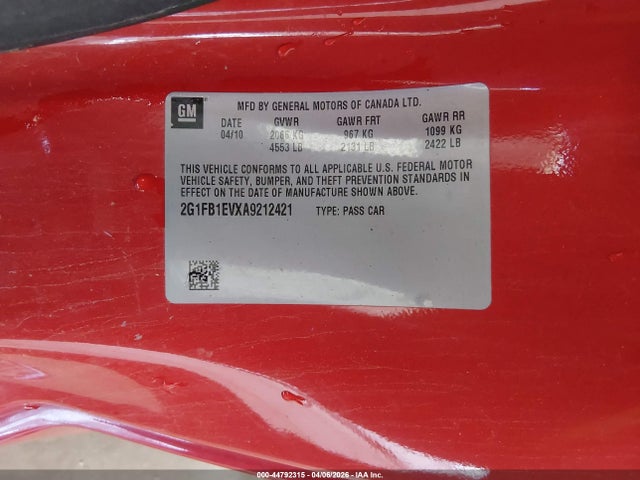 GM
MFD BY GENERAL MOTORS OF CANADA LTD.
DATE GVWR GAWR FRT GAWR RR
04/10 2066 KG 967 KG 1099 KG
4553 LB 2131 LB 2422 LB
THIS VEHICLE CONFORMS TO ALL APPLICABLE U.S. FEDERAL MOTOR
VEHICLE SAFETY, BUMPER, AND THEFT PREVENTION STANDARDS IN
EFFECT ON THE DATE OF MANUFACTURE SHOWN ABOVE.
2G1FB1EVXA9212421 TYPE: PASS CAR
000-44792315 - 04/06/2026 - IAA Inc.